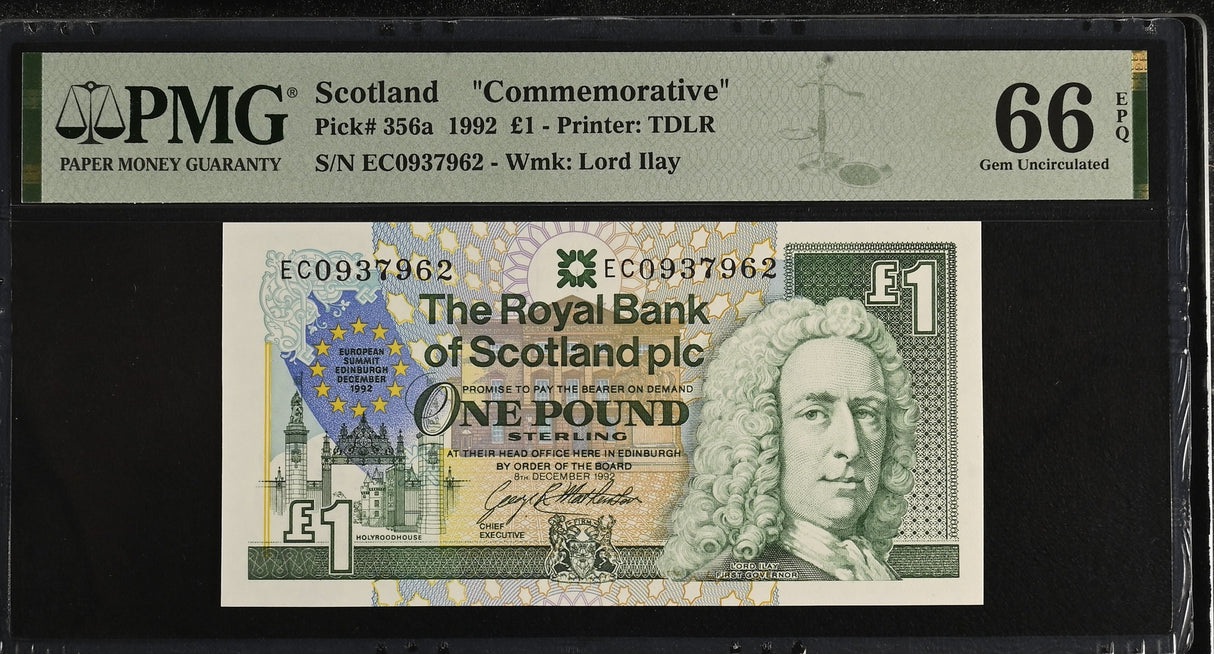 PMG®
PAPER MONEY GUARANTY
Scotland "Commemorative"
Pick# 356a 1992 £1 - Printer: TDLR
S/N EC0937962 - Wmk: Lord Ilay
66 EPQ
Gem Uncirculated
EC0937962
EC0937962
£1
The Royal Bank
of Scotland plc
EUROPEAN
SUMMIT
EDINBURGH
DECEMBER
1992
PROMISE TO PAY THE BEARER ON DEMAND
ONE POUND
STERLING
AT THEIR HEAD OFFICE HERE IN EDINBURGH
BY ORDER OF THE BOARD
8TH DECEMBER 1992
CHIEF
EXECUTIVE
£1
HOLYROODHOUSE
LORD ILAY
FIRST GOVERNOR